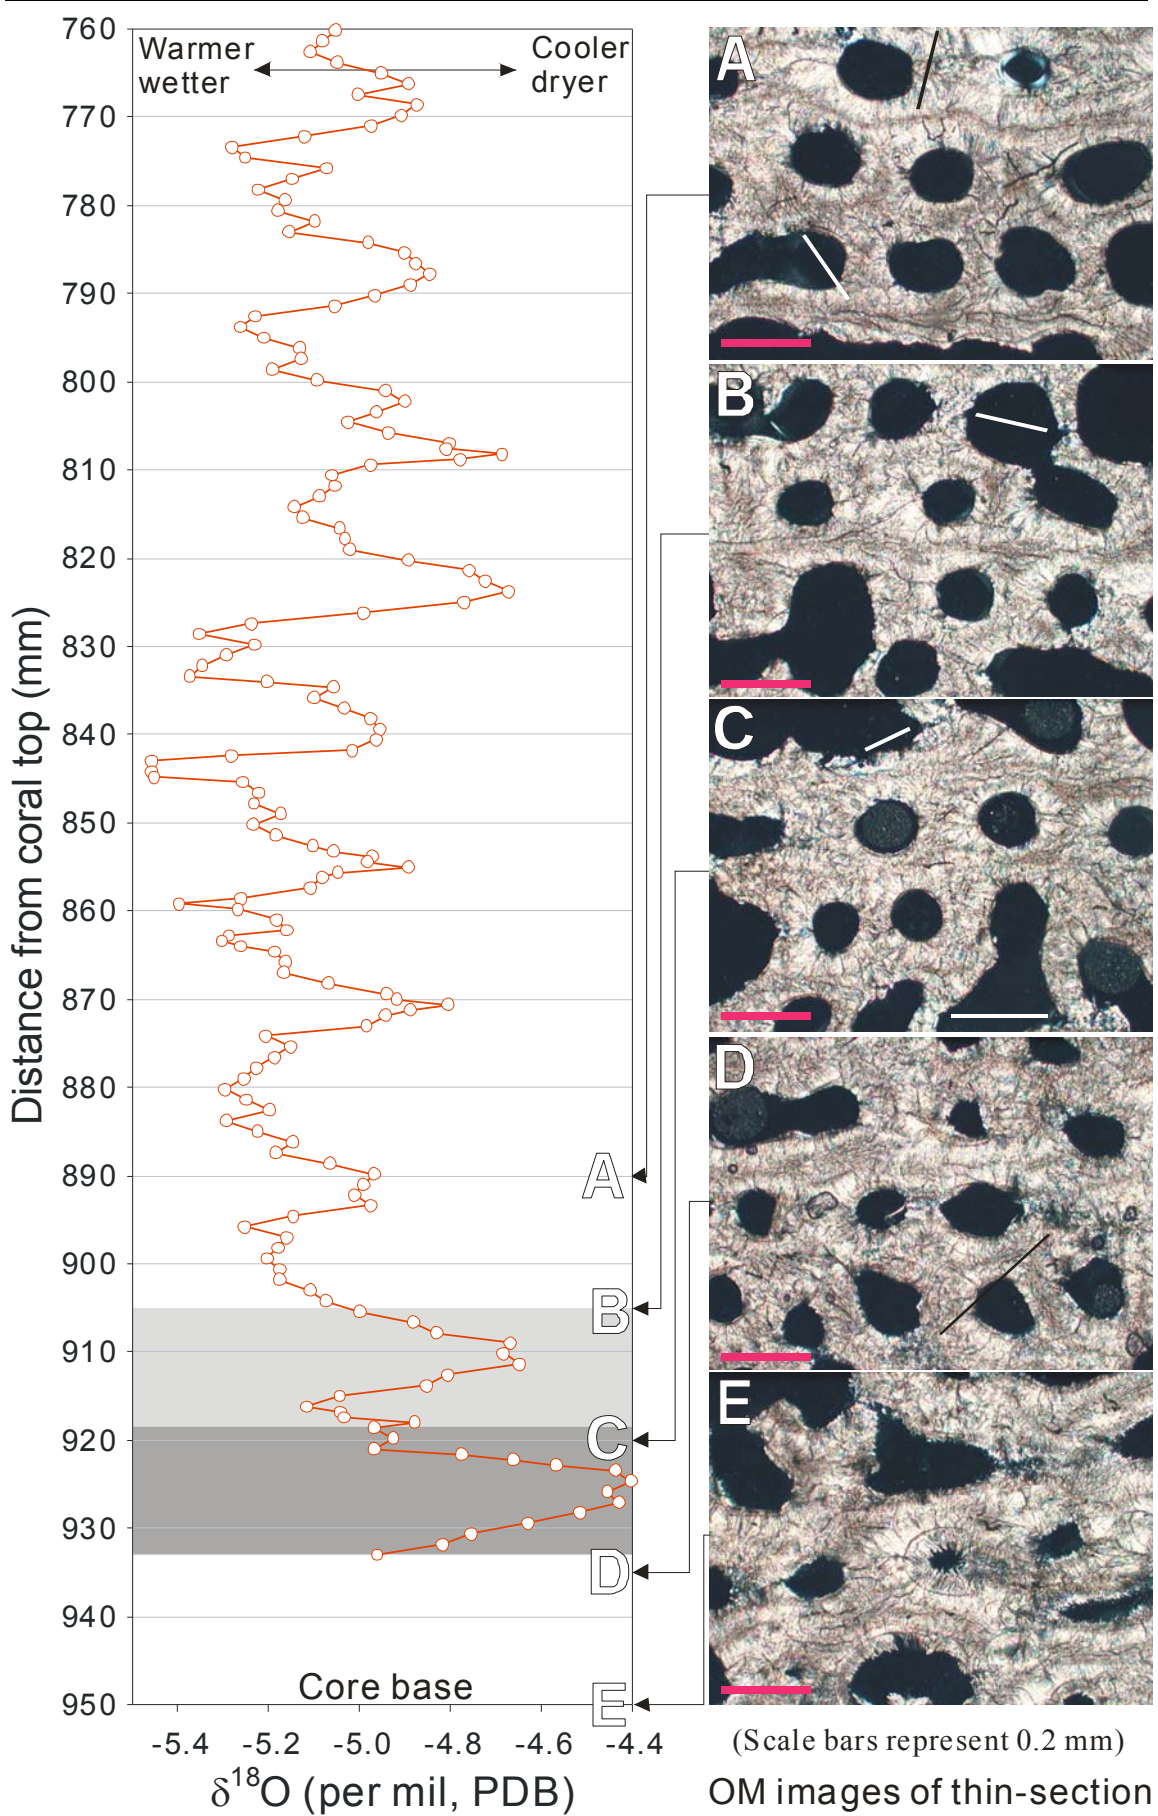 Warmer
wetter
Cooler
dryer
Distance from coral top (mm)
760
770
780
790
800
810
820
830
840
850
860
870
880
890
900
910
920
930
940
950
A
B
C
D
E
Core base
-5.4 -5.2 -5.0 -4.8 -4.6 -4.4
δ18O (per mil, PDB)
A
B
C
D
E
(Scale bars represent 0.2 mm)
OM images of thin-section